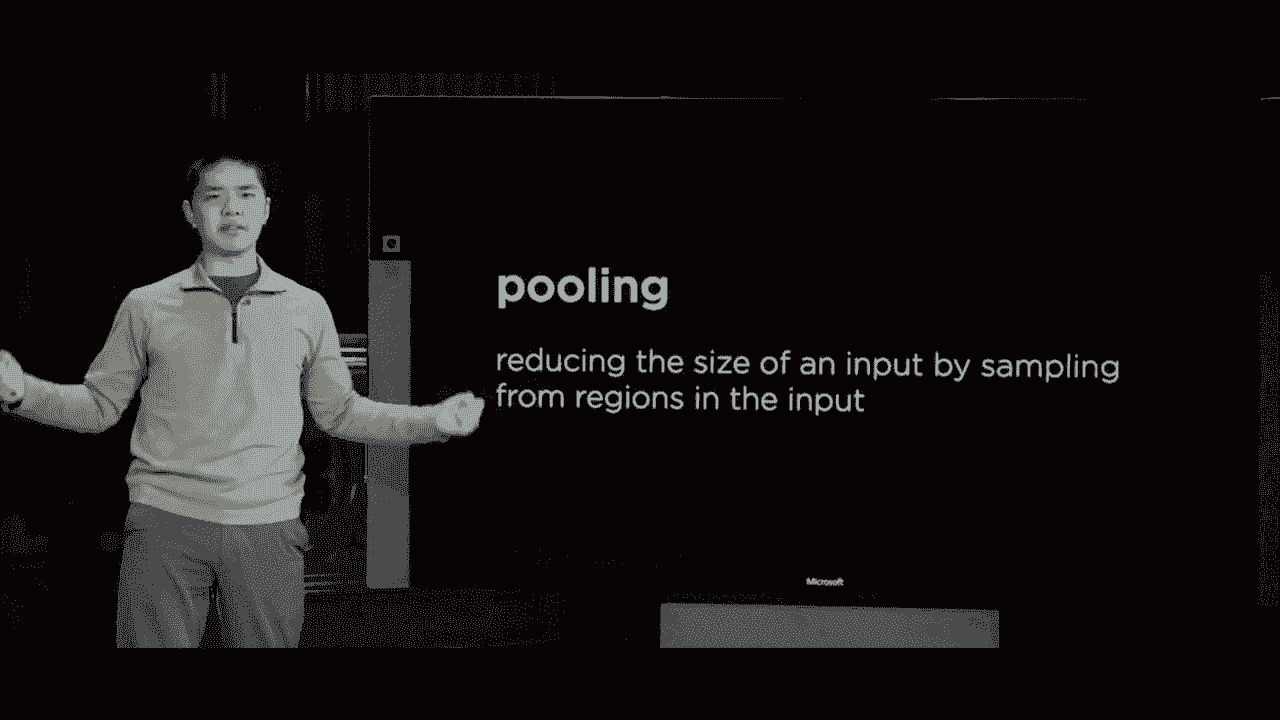 pooling
reducing the size of an input by sampling
from regions in the input
Microsoft